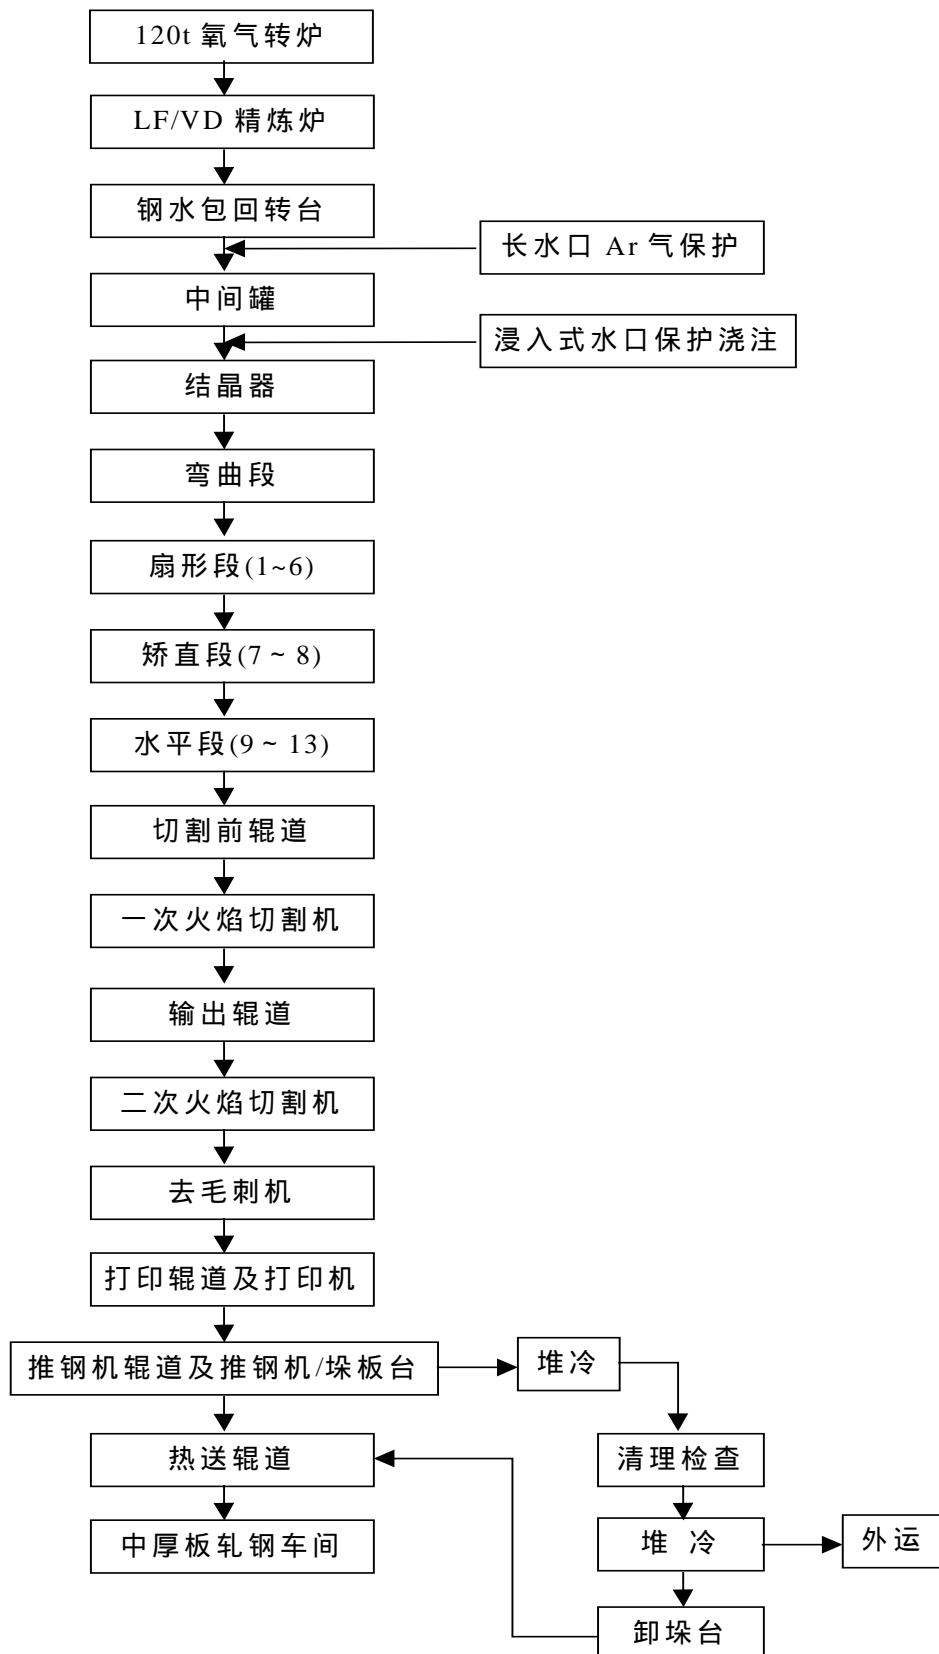 120t 氧气转炉
LF/VD 精炼炉
钢水包回转台
长水口 Ar 气保护
中间罐
浸入式水口保护浇注
结晶器
弯曲段
扇形段(1~6)
矫直段(7～8)
水平段(9～13)
切割前辊道
一次火焰切割机
输出辊道
二次火焰切割机
去毛刺机
打印辊道及打印机
推钢机辊道及推钢机/垛板台
堆冷
热送辊道
清理检查
中厚板轧钢车间
堆 冷
外运
卸垛台